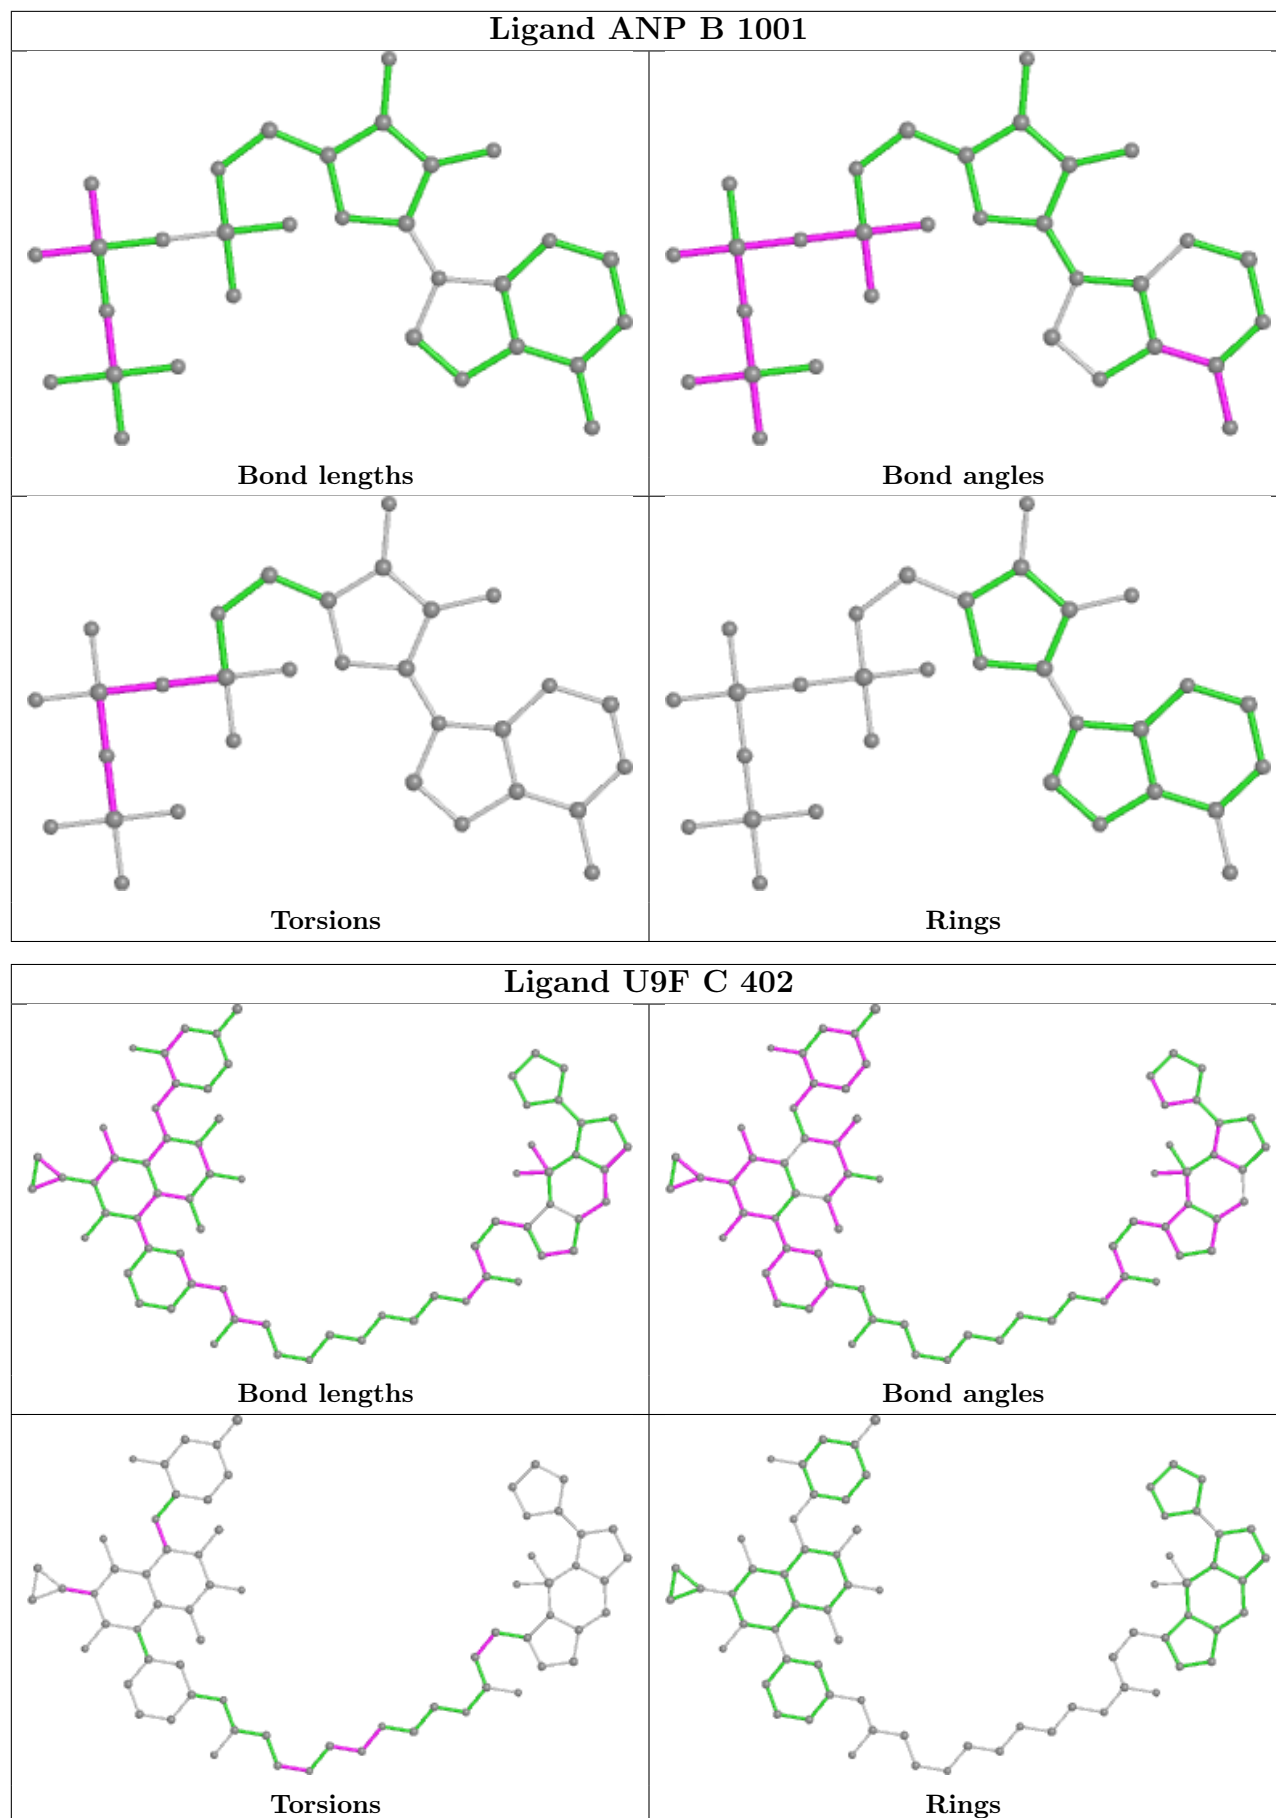 Ligand ANP B 1001
Bond lengths
Bond angles
Torsions
Rings
Ligand U9F C 402
Bond lengths
Bond angles
Torsions
Rings